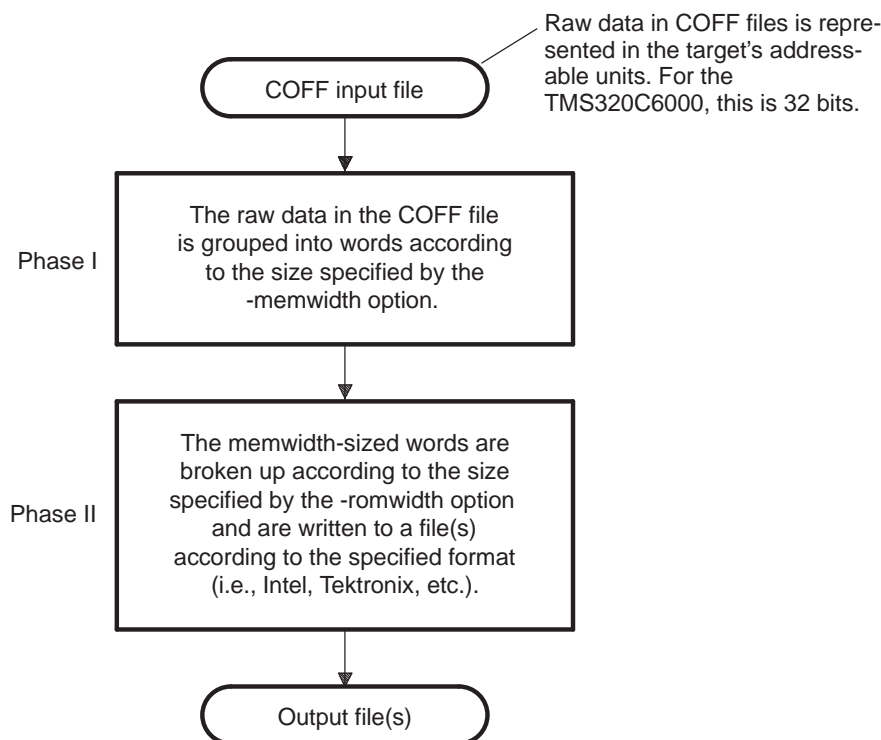 Raw data in COFF files is repre-
sented in the target's address-
able units. For the
TMS320C6000, this is 32 bits.
COFF input file
Phase I
The raw data in the COFF file
is grouped into words according
to the size specified by the
-memwidth option.
Phase II
The memwidth-sized words are
broken up according to the size
specified by the -romwidth option
and are written to a file(s)
according to the specified format
(i.e., Intel, Tektronix, etc.).
Output file(s)